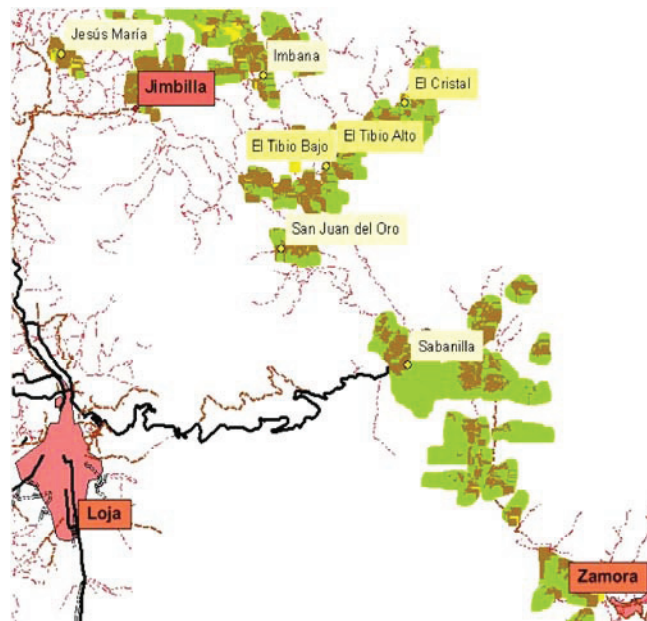 Jesús María
Imbana
Jimbilla
El Cristal
El Tibio Bajo
El Tibio Alto
San Juan del Oro
Sabanilla
Loja
Zamora